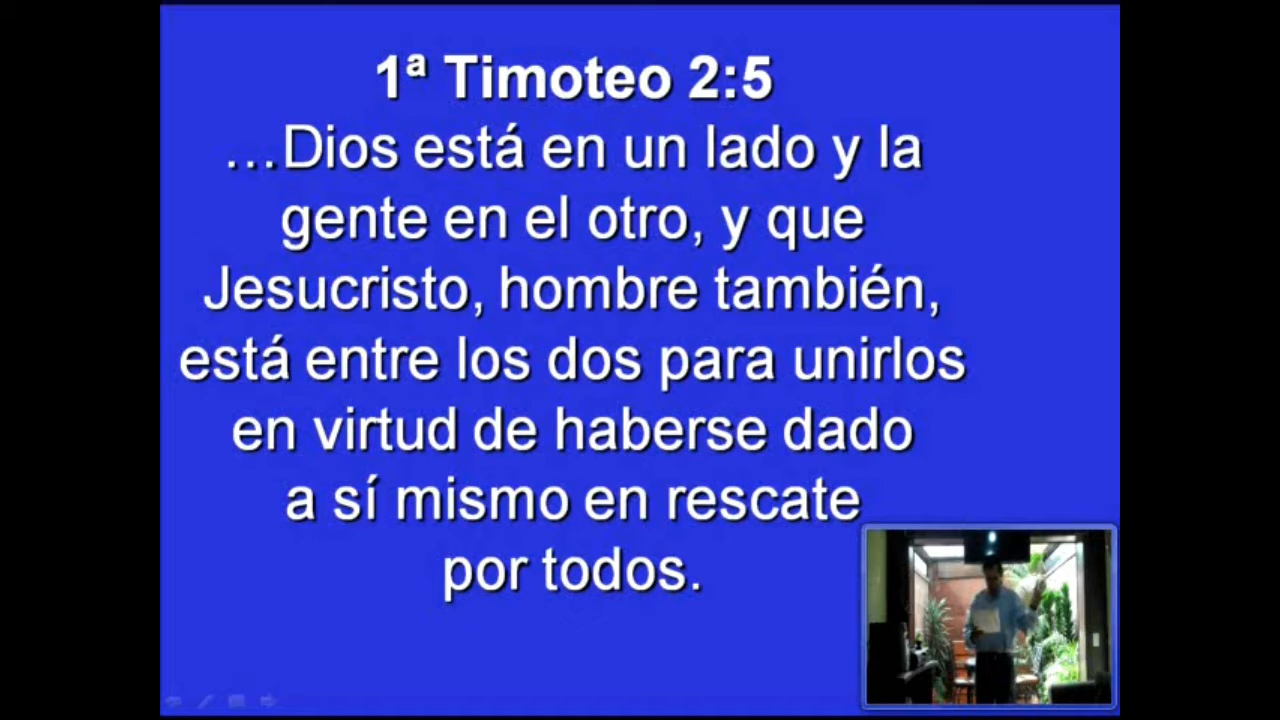 1ª Timoteo 2:5
…Dios está en un lado y la
gente en el otro, y que
Jesucristo, hombre también,
está entre los dos para unirlos
en virtud de haberse dado
a sí mismo en rescate
por todos.